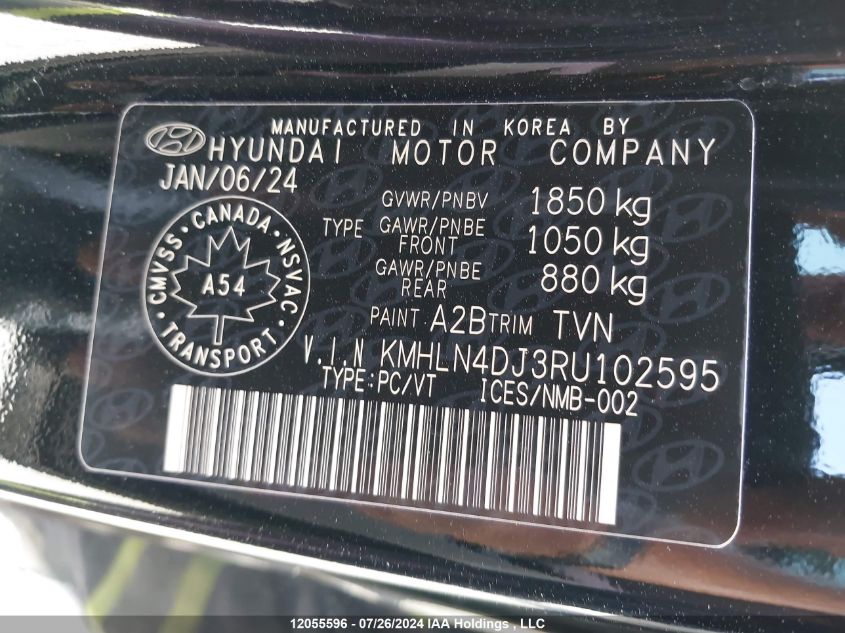 MANUFACTURED IN KOREA BY
HYUNDAI MOTOR COMPANY
JAN/06/24
GVWR/PNBV 1850 kg
TYPE GAWR/PNBE FRONT 1050 kg
GAWR/PNBE REAR 880 kg
CMVSS · CANADA · NSVAC · TRANSPORT ·
A54
PAINT A2B TRIM TVN
V.I.N KMHLN4DJ3RU102595
TYPE:PC/VT ICES/NMB-002
12055596 - 07/26/2024 IAA Holdings , LLC